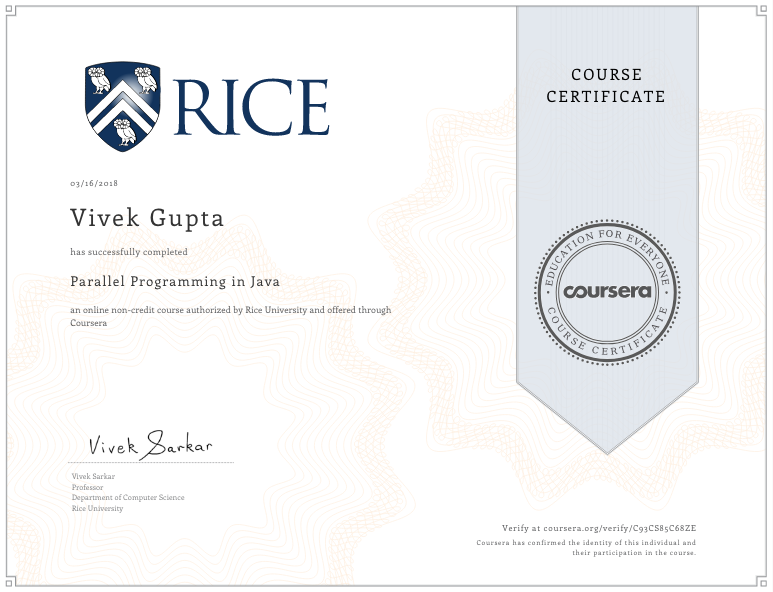 RICE
COURSE
CERTIFICATE
03/16/2018
Vivek Gupta
has successfully completed
Parallel Programming in Java
an online non-credit course authorized by Rice University and offered through
Coursera
EDUCATION FOR EVERYONE
coursera
COURSE CERTIFICATE
Vivek Sarkar
Vivek Sarkar
Professor
Department of Computer Science
Rice University
Verify at coursera.org/verify/C93CS85C68ZE
Coursera has confirmed the identity of this individual and
their participation in the course.